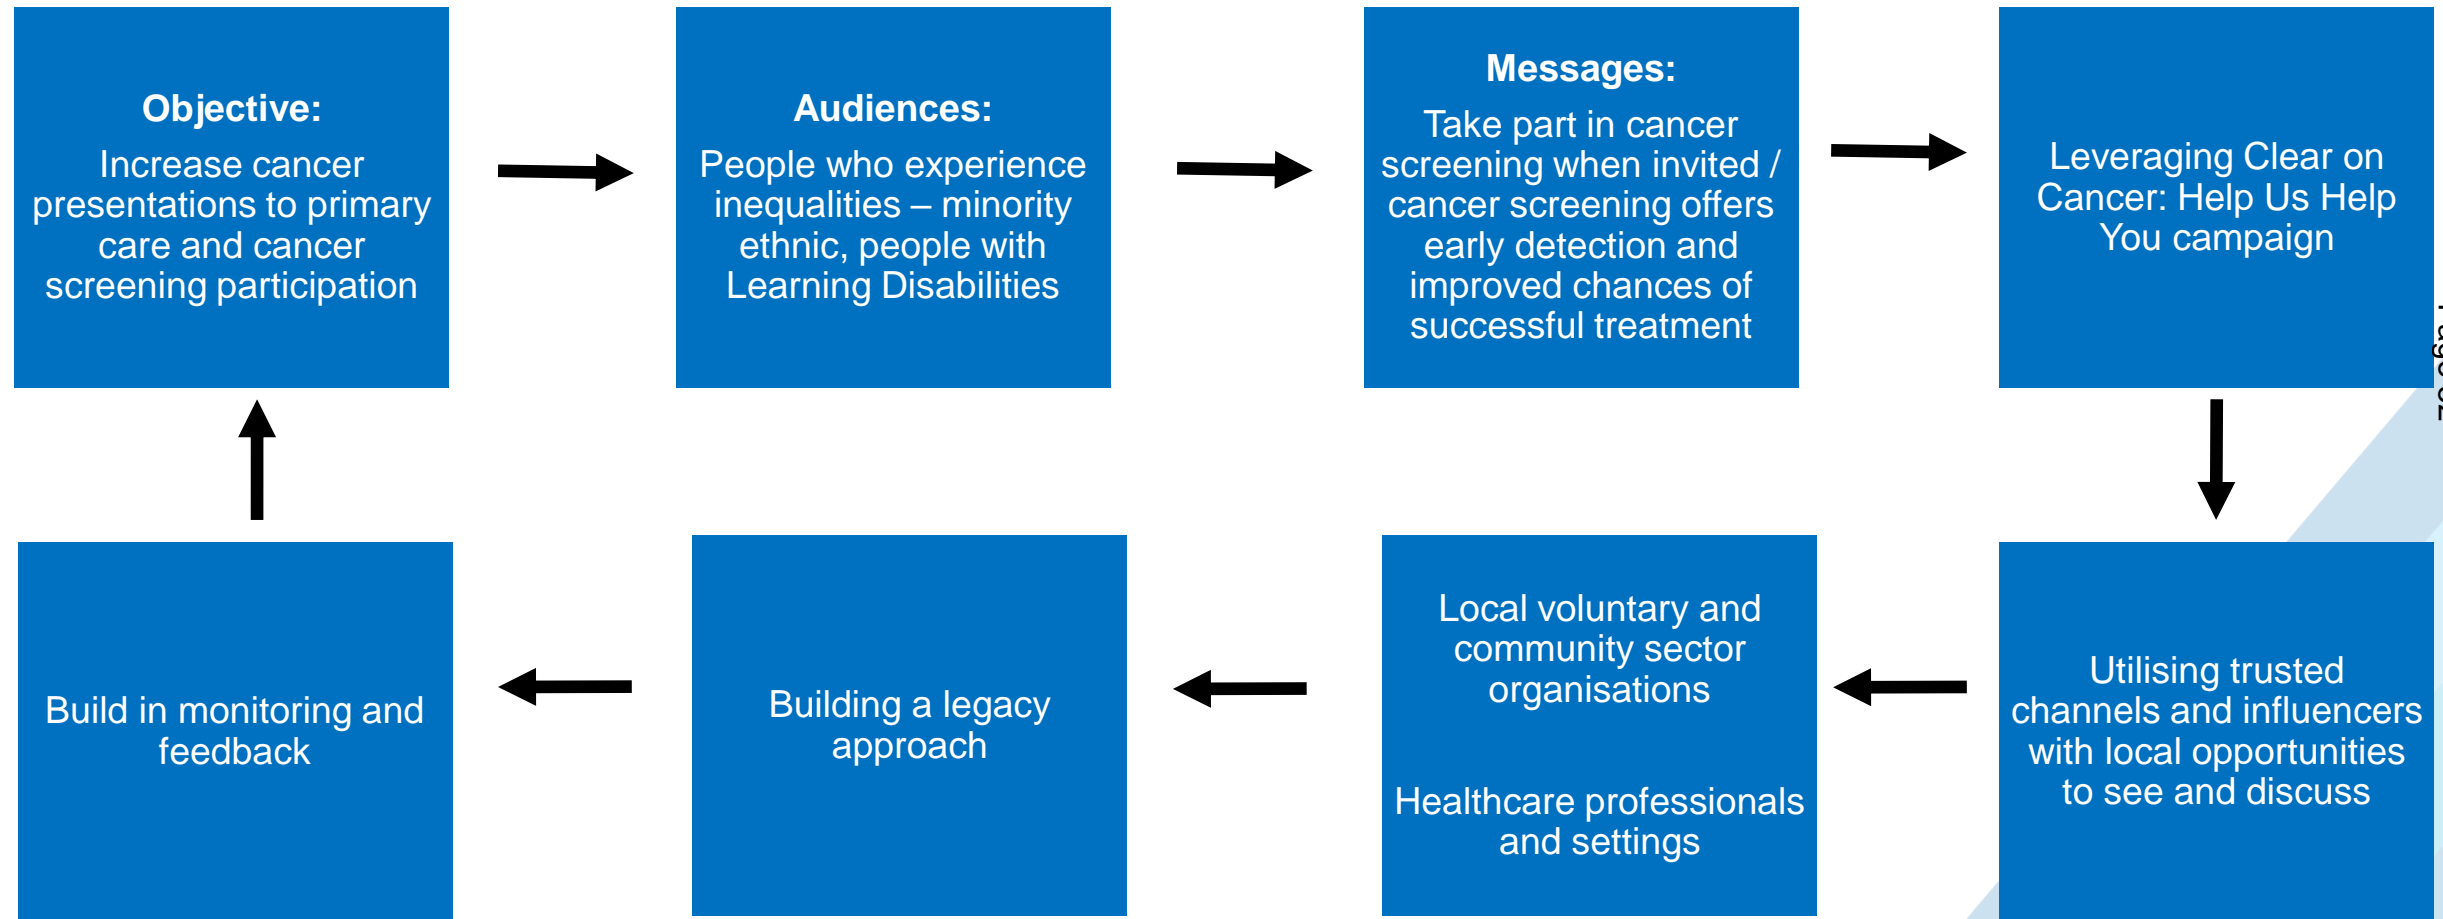 Objective:
Increase cancer
presentations to primary
care and cancer
screening participation
Audiences:
People who experience
inequalities – minority
ethnic, people with
Learning Disabilities
Messages:
Take part in cancer
screening when invited /
cancer screening offers
early detection and
improved chances of
successful treatment
Leveraging Clear on
Cancer: Help Us Help
You campaign
Utilising trusted
channels and influencers
with local opportunities
to see and discuss
Local voluntary and
community sector
organisations
Healthcare professionals
and settings
Building a legacy
approach
Build in monitoring and
feedback